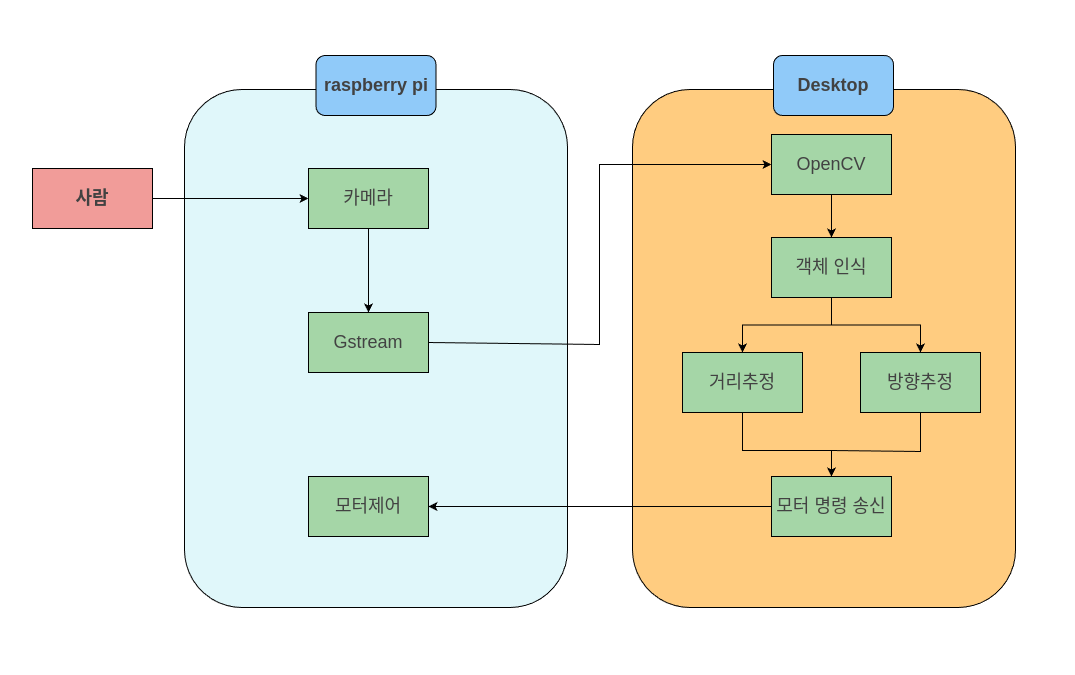 raspberry pi
Desktop
사람
카메라
Gstream
모터제어
OpenCV
객체 인식
거리추정
방향추정
모터 명령 송신